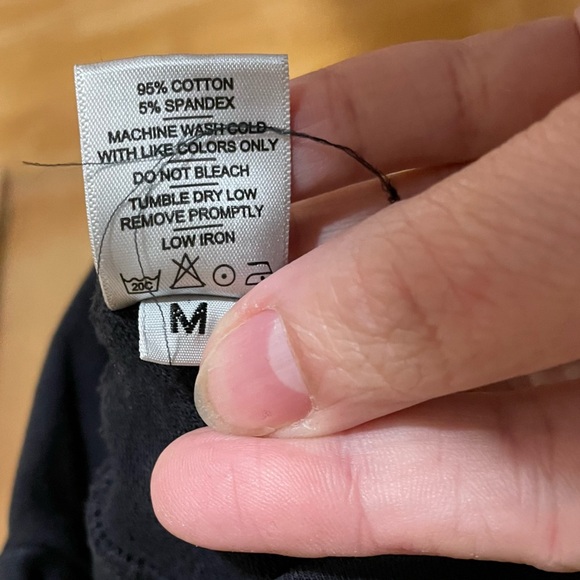 95% COTTON
5% SPANDEX
MACHINE WASH COLD
WITH LIKE COLORS ONLY
DO NOT BLEACH
TUMBLE DRY LOW
REMOVE PROMPTLY
LOW IRON
20C
M